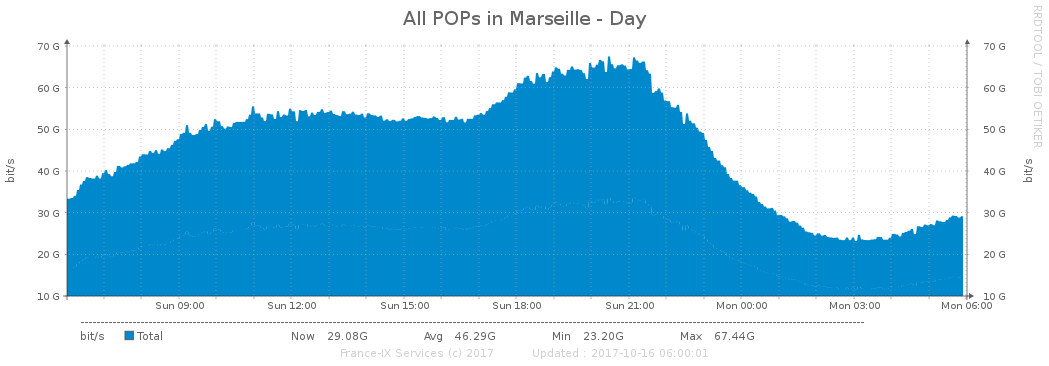 All POPs in Marseille - Day
RRDTOOL / TOBI OETIKER
70 G 70 G
60 G 60 G
50 G 50 G
40 G 40 G
30 G 30 G
20 G 20 G
10 G 10 G
bit/s
bit/s
Sun 09:00 Sun 12:00 Sun 15:00 Sun 18:00 Sun 21:00 Mon 00:00 Mon 03:00 Mon 06:00
bit/s Total Now 29.08G Avg 46.29G Min 23.20G Max 67.44G
France-IX Services (c) 2017 Updated : 2017-10-16 06:00:01